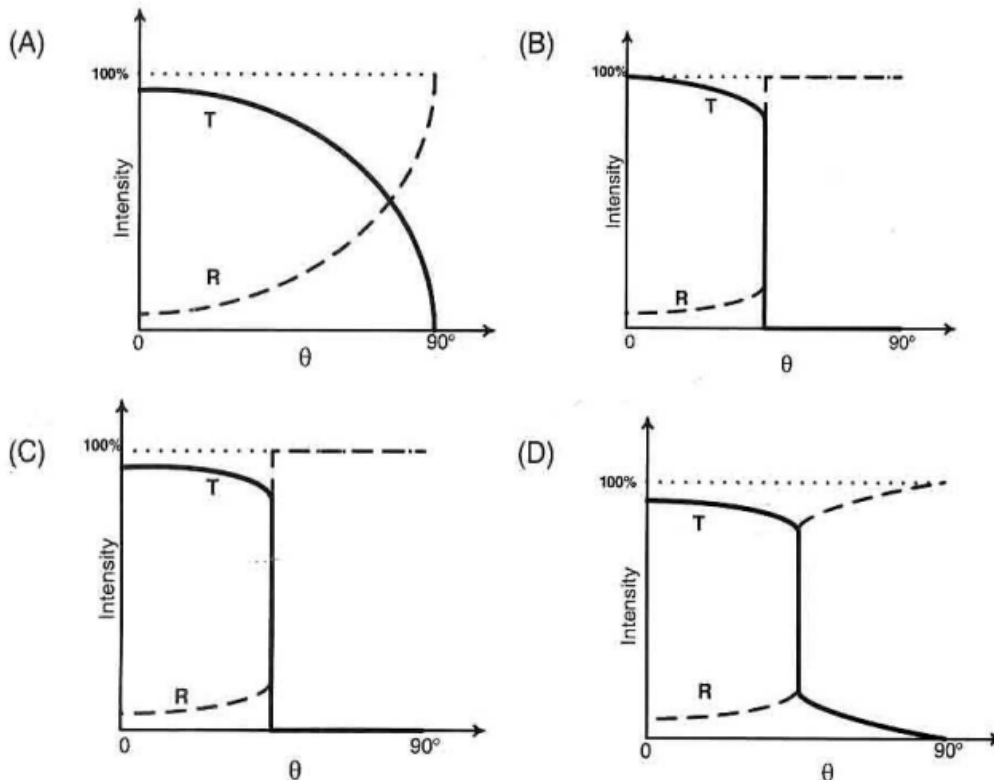 (A)
100%
T
Intensity
R
0
90°
θ
(B)
100%
T
Intensity
R
0
90°
θ
(C)
100%
T
Intensity
R
0
90°
θ
(D)
100%
T
Intensity
R
0
90°
θ